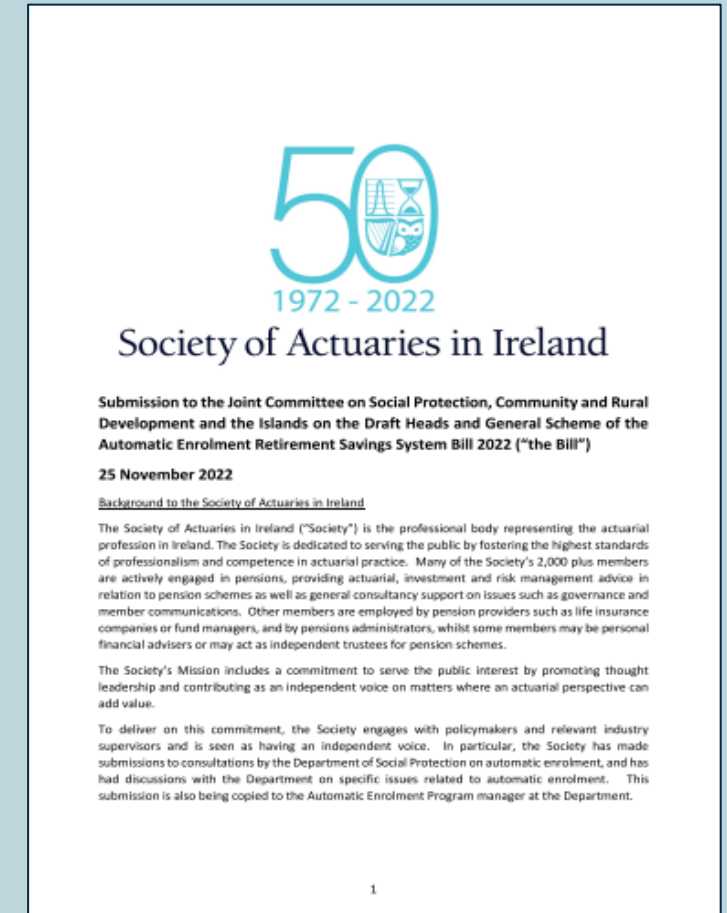 50
1972 - 2022
Society of Actuaries in Ireland
Submission to the Joint Committee on Social Protection, Community and Rural
Development and the Islands on the Draft Heads and General Scheme of the
Automatic Enrolment Retirement Savings System Bill 2022 (“the Bill”)
25 November 2022
Background to the Society of Actuaries in Ireland
The Society of Actuaries in Ireland (“Society”) is the professional body representing the actuarial
profession in Ireland. The Society is dedicated to serving the public by fostering the highest standards
of professionalism and competence in actuarial practice. Many of the Society’s 2,000 plus members
are actively engaged in pensions, providing actuarial, investment and risk management advice in
relation to pension schemes as well as general consultancy support on issues such as governance and
member communications. Other members are employed by pension providers such as life insurance
companies or fund managers, and by pensions administrators, whilst some members may be personal
financial advisers or may act as independent trustees for pension schemes.
The Society’s Mission includes a commitment to serve the public interest by promoting thought
leadership and contributing as an independent voice on matters where an actuarial perspective can
add value.
To deliver on this commitment, the Society engages with policymakers and relevant industry
supervisors and is seen as having an independent voice. In particular, the Society has made
submissions to consultations by the Department of Social Protection on automatic enrolment, and has
had discussions with the Department on specific issues related to automatic enrolment. This
submission is also being copied to the Automatic Enrolment Program manager at the Department.
1